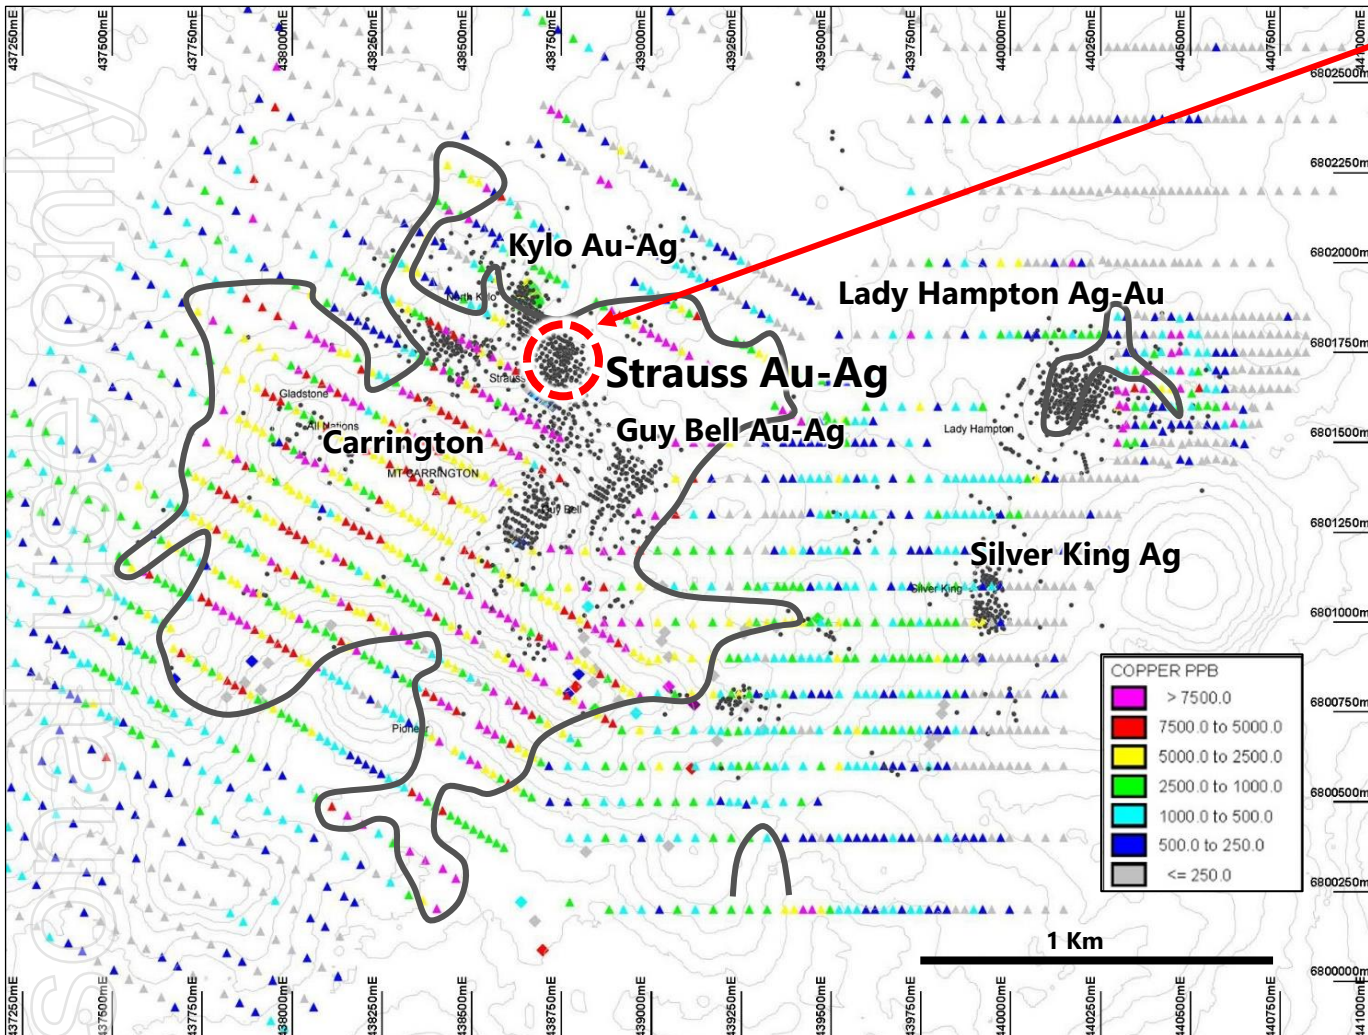 437250mE
437500mE
437750mE
438000mE
438250mE
438500mE
438750mE
439000mE
439250mE
439500mE
439750mE
440000mE
440250mE
440500mE
440750mE
6802500m
6802250m
Kylo Au-Ag
6802000m
North Kylo
Lady Hampton Ag-Au
6801750m
Strauss
Strauss Au-Ag
Gladstone
All Nations
Carrington
Guy Bell Au-Ag
Lady Hampton
6801500m
MT CARRINGTON
Guy Bell
6801250m
Silver King Ag
Silver King
6801000m
COPPER PPB
> 7500.0
7500.0 to 5000.0
5000.0 to 2500.0
2500.0 to 1000.0
1000.0 to 500.0
500.0 to 250.0
<= 250.0
6800750m
Pioneer
6800500m
6800250m
1 Km
6800000m
437250mE
437500mE
437750mE
438000mE
438250mE
438500mE
438750mE
439000mE
439250mE
439500mE
439750mE
440000mE
440250mE
440500mE
440750mE
sonal use only